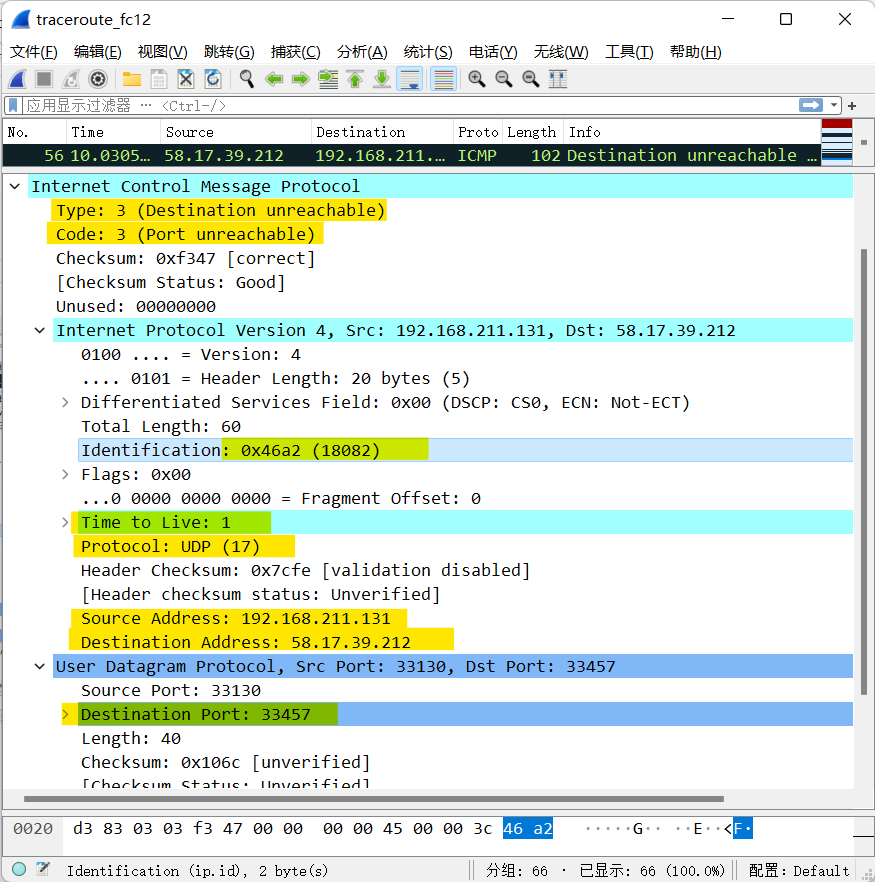 traceroute_fc12
文件(F) 编辑(E) 视图(V) 跳转(G) 捕获(C) 分析(A) 统计(S) 电话(Y) 无线(W) 工具(T) 帮助(H)
应用显示过滤器 ⋯ <Ctrl-/>
No. Time Source Destination Proto Length Info
56 10.0305… 58.17.39.212 192.168.211.… ICMP 102 Destination unreachable …
Internet Control Message Protocol
Type: 3 (Destination unreachable)
Code: 3 (Port unreachable)
Checksum: 0xf347 [correct]
[Checksum Status: Good]
Unused: 00000000
Internet Protocol Version 4, Src: 192.168.211.131, Dst: 58.17.39.212
0100 .... = Version: 4
.... 0101 = Header Length: 20 bytes (5)
Differentiated Services Field: 0x00 (DSCP: CS0, ECN: Not-ECT)
Total Length: 60
Identification: 0x46a2 (18082)
Flags: 0x00
...0 0000 0000 0000 = Fragment Offset: 0
Time to Live: 1
Protocol: UDP (17)
Header Checksum: 0x7cfe [validation disabled]
[Header checksum status: Unverified]
Source Address: 192.168.211.131
Destination Address: 58.17.39.212
User Datagram Protocol, Src Port: 33130, Dst Port: 33457
Source Port: 33130
Destination Port: 33457
Length: 40
Checksum: 0x106c [unverified]
[Checksum Status: Unverified]
0020 d3 83 03 03 f3 47 00 00 00 00 45 00 00 3c 46 a2 ·····G·· ··E··<F·
Identification (ip.id), 2 byte(s) 分组: 66 · 已显示: 66 (100.0%) 配置: Default